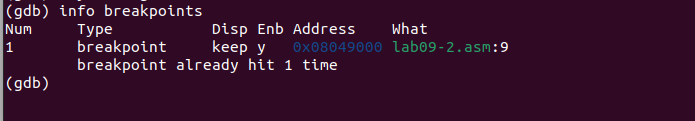 (gdb) info breakpoints
Num     Type           Disp Enb Address    What
1       breakpoint     keep y   0x08049000 lab09-2.asm:9
        breakpoint already hit 1 time
(gdb)